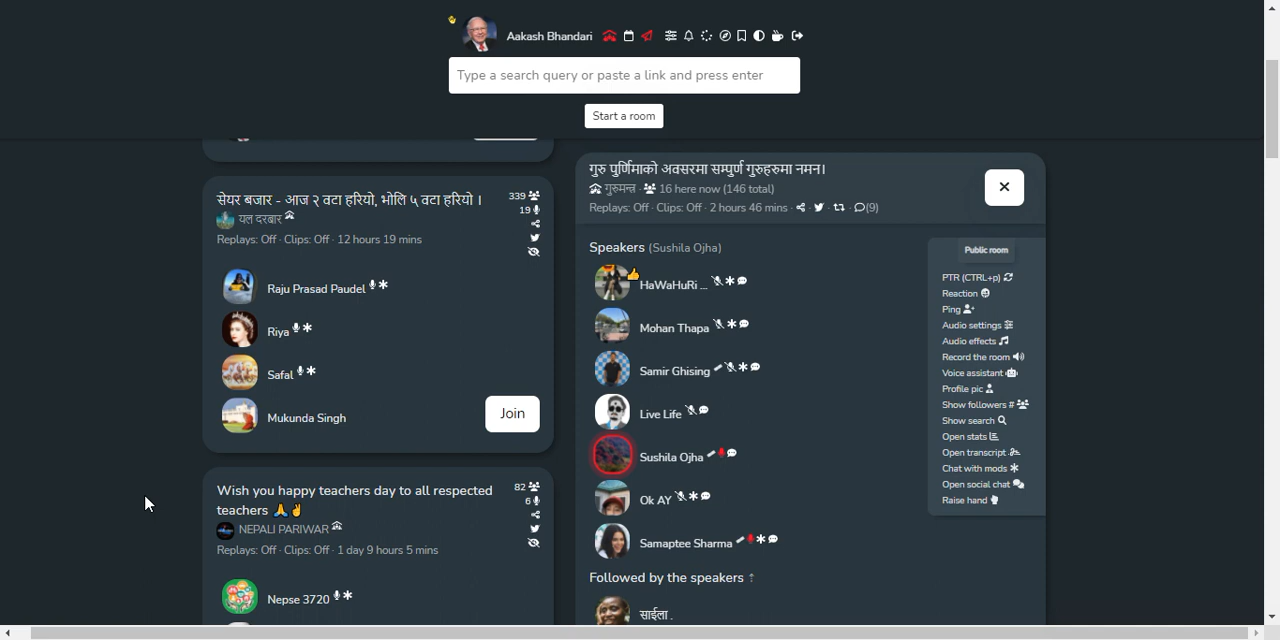 Aakash Bhandari
Type a search query or paste a link and press enter
Start a room
सेयर बजार - आज २ वटा हरियो, भोलि ५ वटा हरियो ।
339
यल दरबार
19
Replays: Off · Clips: Off · 12 hours 19 mins
Raju Prasad Paudel
Riya
Safal
Mukunda Singh
Join
Wish you happy teachers day to all respected
teachers 🙏✌
82
6
NEPALI PARIWAR
Replays: Off · Clips: Off · 1 day 9 hours 5 mins
Nepse 3720
गुरु पुर्णिमाको अवसरमा सम्पुर्ण गुरुहरुमा नमन।
गुरुमन्त्र · 16 here now (146 total)
Replays: Off · Clips: Off · 2 hours 46 mins · (9)
Speakers (Sushila Ojha)
HaWaHuRi ...
Mohan Thapa
Samir Ghising
Live Life
Sushila Ojha
Ok AY
Samaptee Sharma
Followed by the speakers ↑
साईला .
Public room
PTR (CTRL+p)
Reaction
Ping
Audio settings
Audio effects
Record the room
Voice assistant
Profile pic
Show followers #
Show search
Open stats
Open transcript
Chat with mods
Open social chat
Raise hand